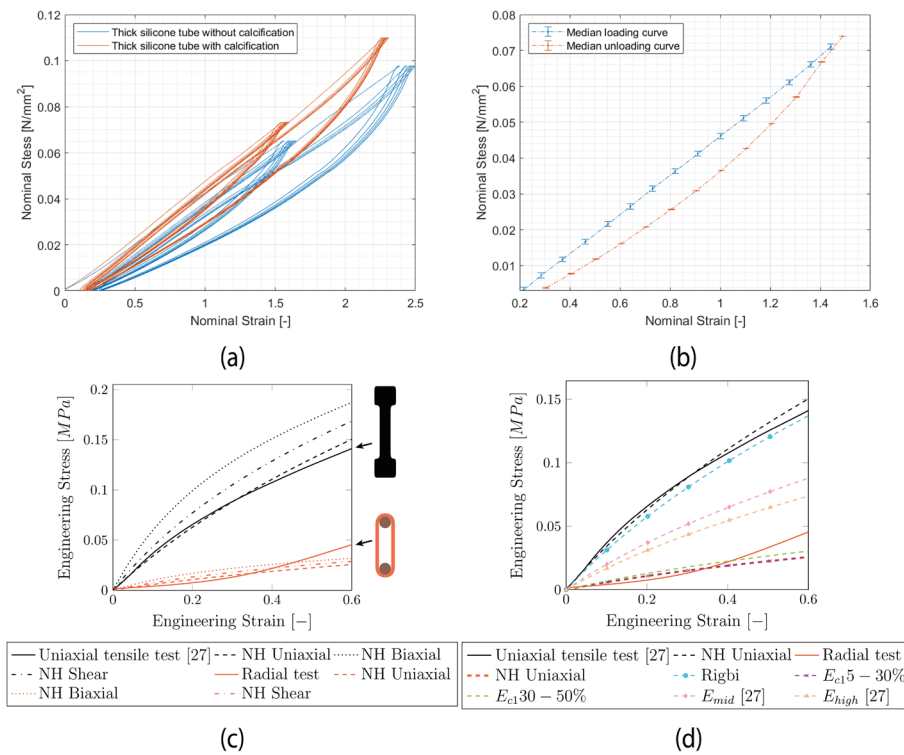 Thick silicone tube without calcification
Thick silicone tube with calcification
0.12
0.1
0.08
0.06
0.04
0.02
0
Nominal Stess [N/mm²]
0 0.5 1 1.5 2 2.5
Nominal Strain [-]
(a)
Median loading curve
Median unloading curve
0.08
0.07
0.06
0.05
0.04
0.03
0.02
0.01
Nominal Stess [N/mm²]
0.2 0.4 0.6 0.8 1.0 1.2 1.4 1.6
Nominal Strain [-]
(b)
0.2
0.15
0.1
0.05
0
Engineering Stress [MPa]
0 0.2 0.4 0.6
Engineering Strain [−]
Uniaxial tensile test [27] NH Uniaxial NH Biaxial
NH Shear Radial test NH Uniaxial
NH Biaxial NH Shear
(c)
0.15
0.1
0.05
0
Engineering Stress [MPa]
0 0.2 0.4 0.6
Engineering Strain [−]
Uniaxial tensile test [27] NH Uniaxial Radial test
NH Uniaxial Rigbi E_c1 5 − 30%
E_c1 30 − 50% E_mid [27] E_high [27]
(d)